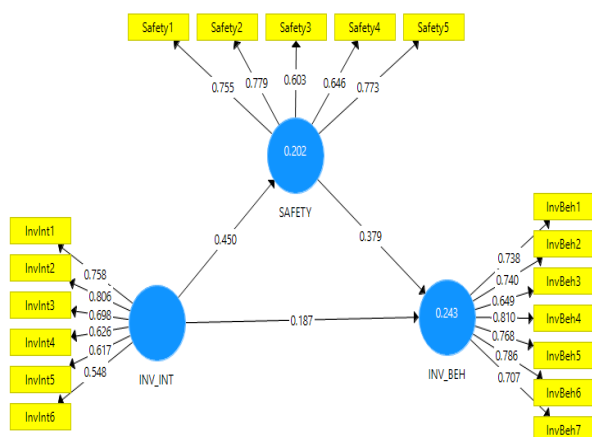 Safety1
Safety2
Safety3
Safety4
Safety5
0.755
0.779
0.603
0.646
0.773
0.202
SAFETY
0.450
0.379
InvInt1
InvInt2
InvInt3
InvInt4
InvInt5
InvInt6
0.758
0.806
0.698
0.626
0.617
0.548
INV_INT
0.187
0.243
INV_BEH
0.738
0.740
0.649
0.810
0.768
0.786
0.707
InvBeh1
InvBeh2
InvBeh3
InvBeh4
InvBeh5
InvBeh6
InvBeh7